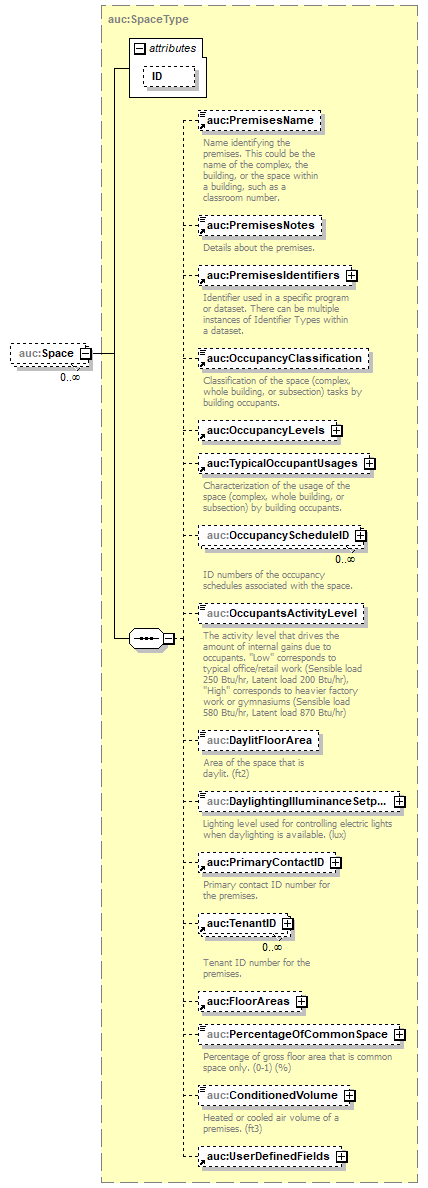 auc:SpaceType
attributes
ID
auc:PremisesName
Name identifying the
premises. This could be the
name of the complex, the
building, or the space within
a building, such as a
classroom number.
auc:PremisesNotes
Details about the premises.
auc:PremisesIdentifiers
Identifier used in a specific program
or dataset. There can be multiple
instances of Identifier Types within
a dataset.
auc:Space
0..∞
auc:OccupancyClassification
Classification of the space (complex,
whole building, or subsection) tasks by
building occupants.
auc:OccupancyLevels
auc:TypicalOccupantUsages
Characterization of the usage of the
space (complex, whole building, or
subsection) by building occupants.
auc:OccupancyScheduleID
0..∞
ID numbers of the occupancy
schedules associated with the space.
auc:OccupantsActivityLevel
The activity level that drives the
amount of internal gains due to
occupants. "Low" corresponds to
typical office/retail work (Sensible load
250 Btu/hr, Latent load 200 Btu/hr),
"High" corresponds to heavier factory
work or gymnasiums (Sensible load
580 Btu/hr, Latent load 870 Btu/hr)
auc:DaylitFloorArea
Area of the space that is
daylit. (ft2)
auc:DaylightingIlluminanceSetp...
Lighting level used for controlling electric lights
when daylighting is available. (lux)
auc:PrimaryContactID
Primary contact ID number for
the premises.
auc:TenantID
0..∞
Tenant ID number for the
premises.
auc:FloorAreas
auc:PercentageOfCommonSpace
Percentage of gross floor area that is common
space only. (0-1) (%)
auc:ConditionedVolume
Heated or cooled air volume of a
premises. (ft3)
auc:UserDefinedFields